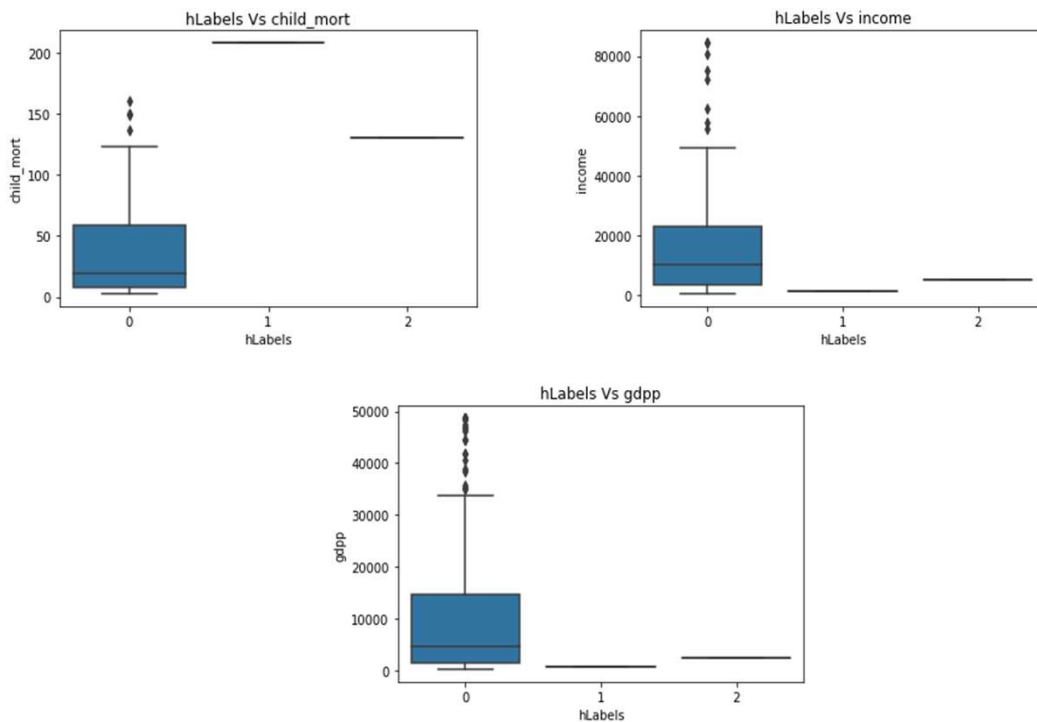 hLabels Vs child_mort
200
150
100
50
0
child_mort
0 1 2
hLabels
hLabels Vs income
80000
60000
40000
20000
0
income
0 1 2
hLabels
hLabels Vs gdpp
50000
40000
30000
20000
10000
0
gdpp
0 1 2
hLabels